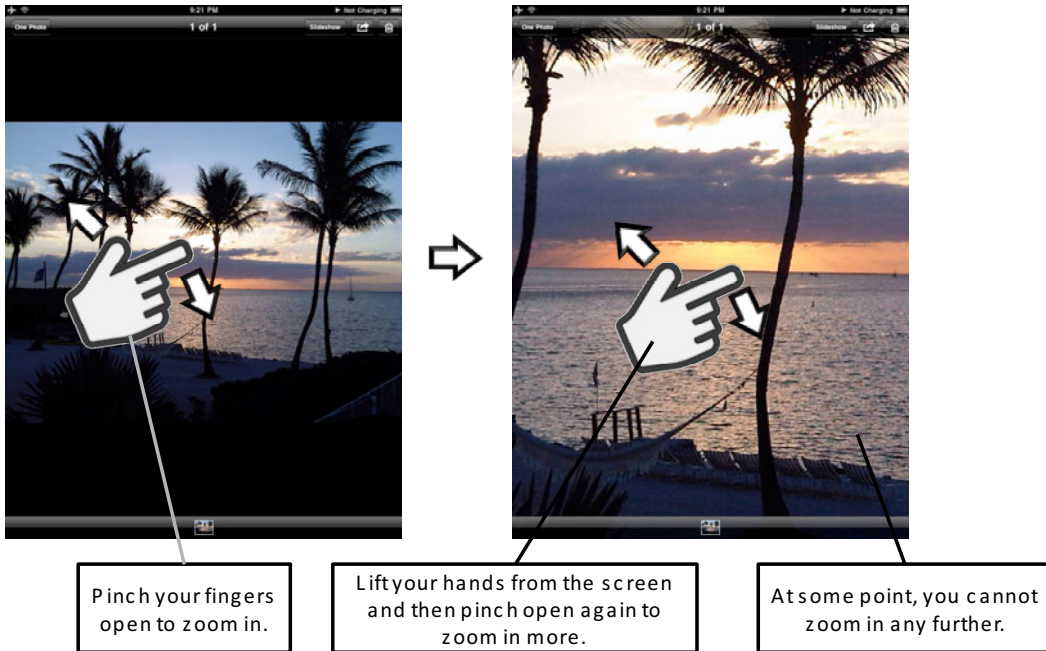 9:21 PM
Not Charging
One Photo
1 of 1
Slideshow
9:21 PM
Not Charging
One Photo
1 of 1
Slideshow
Pinch your fingers
open to zoom in.
Lift your hands from the screen
and then pinch open again to
zoom in more.
At some point, you cannot
zoom in any further.